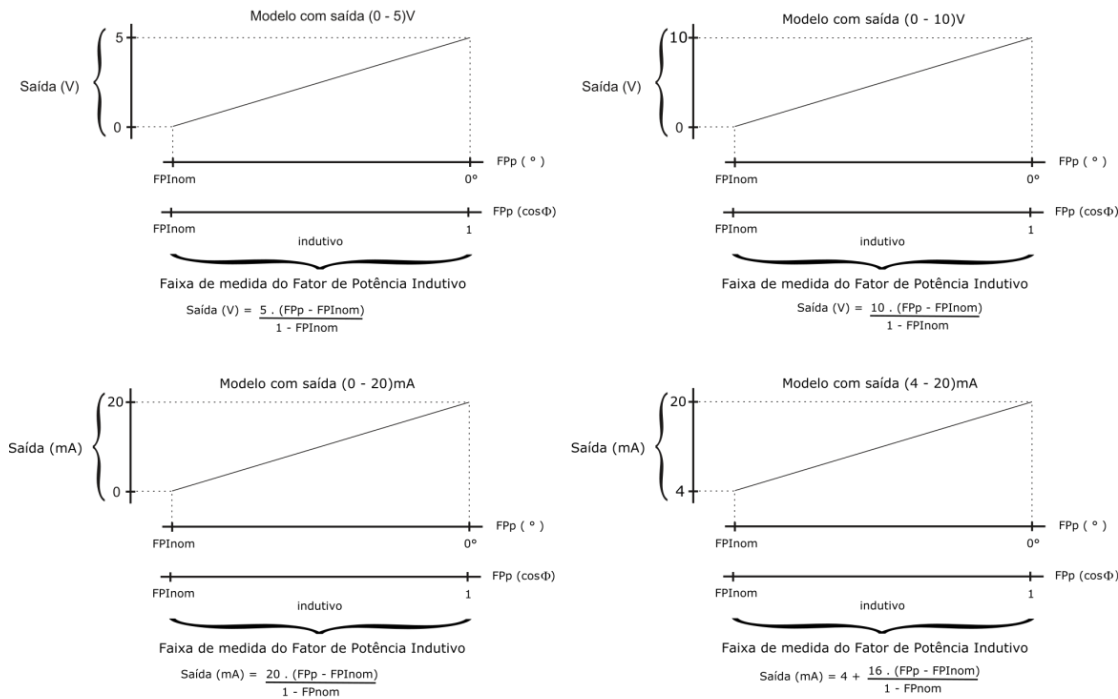 Modelo com saída (0 - 5)V
5
Saída (V)
0
FPp ( ° )
FPInom
0°
FPp (cosΦ)
FPInom
1
indutivo
Faixa de medida do Fator de Potência Indutivo
Saída (V) = 5 . (FPp - FPInom)
1 - FPInom
Modelo com saída (0 - 10)V
10
Saída (V)
0
FPp ( ° )
FPInom
0°
FPp (cosΦ)
FPInom
1
indutivo
Faixa de medida do Fator de Potência Indutivo
Saída (V) = 10 . (FPp - FPInom)
1 - FPInom
Modelo com saída (0 - 20)mA
20
Saída (mA)
0
FPp ( ° )
FPInom
0°
FPp (cosΦ)
FPInom
1
indutivo
Faixa de medida do Fator de Potência Indutivo
Saída (mA) = 20 . (FPp - FPInom)
1 - FPnom
Modelo com saída (4 - 20)mA
20
Saída (mA)
4
FPp ( ° )
FPInom
0°
FPp (cosΦ)
FPInom
1
indutivo
Faixa de medida do Fator de Potência Indutivo
Saída (mA) = 4 + 16 . (FPp - FPInom)
1 - FPInom